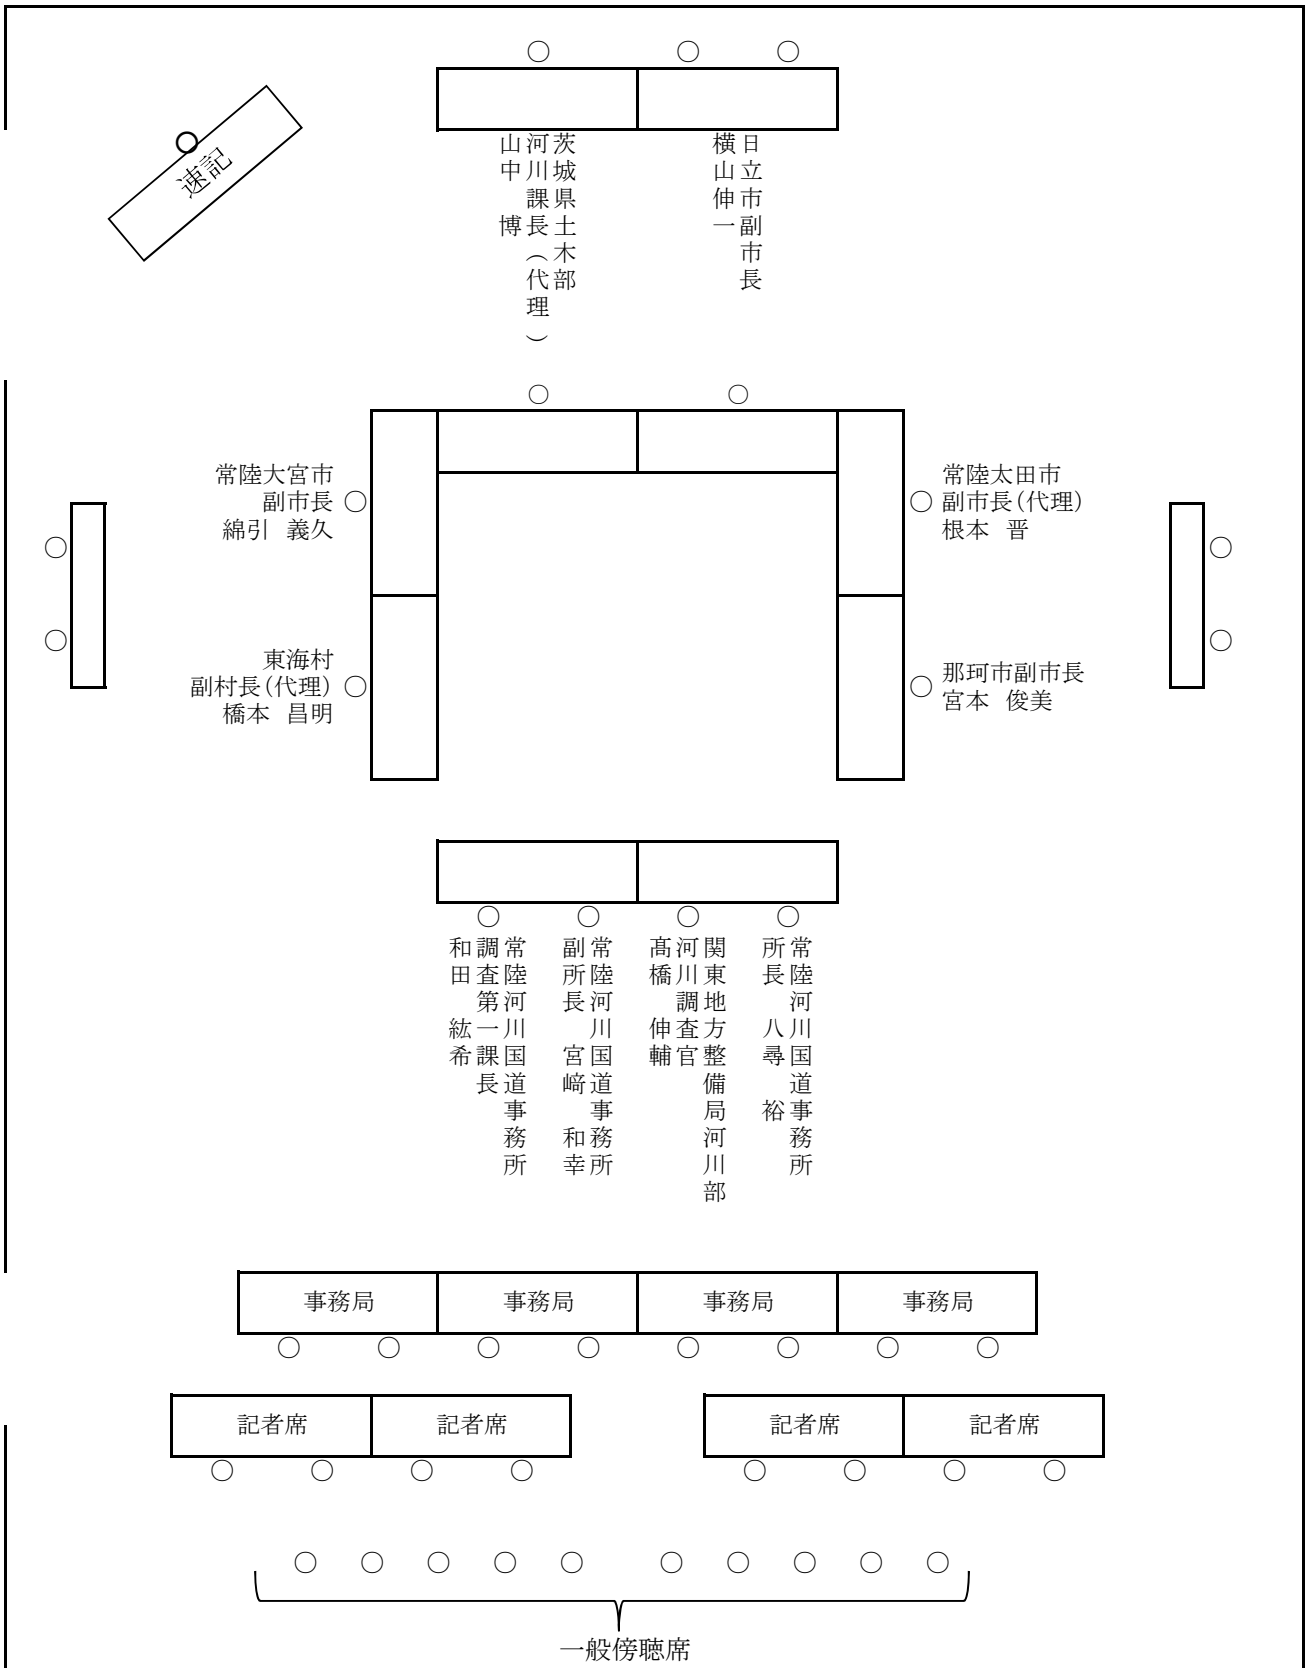 速記
茨城県土木部
河川課長（代理）
山中　博
日立市副市長
横山伸一
常陸大宮市
副市長
綿引　義久
常陸太田市
副市長（代理）
根本　晋
東海村
副村長（代理）
橋本　昌明
那珂市副市長
宮本　俊美
常陸河川国道事務所
調査第一課長
和田　紘希
常陸河川国道事務所
副所長　宮﨑　和幸
関東地方整備局河川部
河川調査官
髙橋　伸輔
常陸河川国道事務所
所長　八尋　裕
事務局
事務局
事務局
事務局
記者席
記者席
記者席
記者席
一般傍聴席